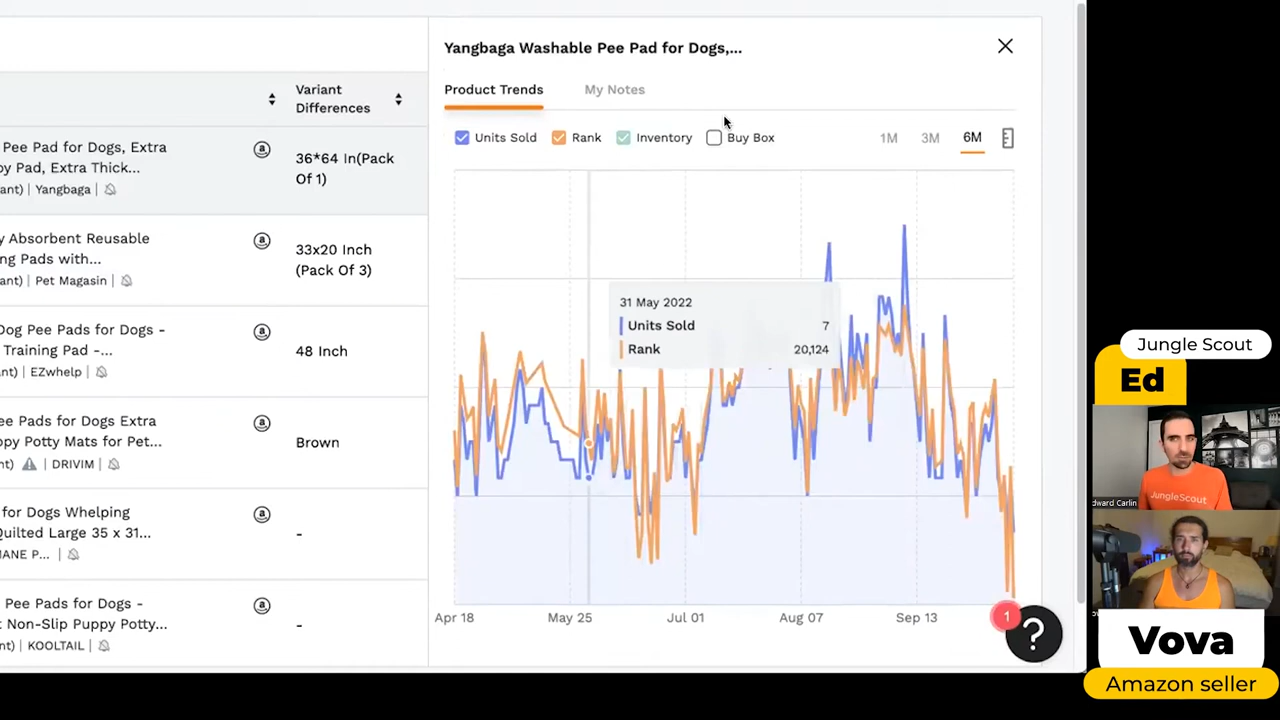 Yangbaga Washable Pee Pad for Dogs,...
Product Trends
My Notes
Units Sold
Rank
Inventory
Buy Box
1M
3M
6M
31 May 2022
Units Sold 7
Rank 20,124
Apr 18
May 25
Jul 01
Aug 07
Sep 13
1
?
Variant
Differences
Pee Pad for Dogs, Extra
y Pad, Extra Thick...
ant) | Yangbaga |
36*64 In(Pack
Of 1)
y Absorbent Reusable
ng Pads with...
ant) | Pet Magasin |
33x20 Inch
(Pack Of 3)
Dog Pee Pads for Dogs -
Training Pad -...
nt) | EZwhelp |
48 Inch
ee Pads for Dogs Extra
ppy Potty Mats for Pet...
nt) | DRIVIM |
Brown
for Dogs Whelping
Quilted Large 35 x 31...
MANE P... |
-
Pee Pads for Dogs -
t Non-Slip Puppy Potty...
nt) | KOOLTAIL |
-
Jungle Scout
Ed
JungleScout
dward Carlin
Vova
Amazon seller